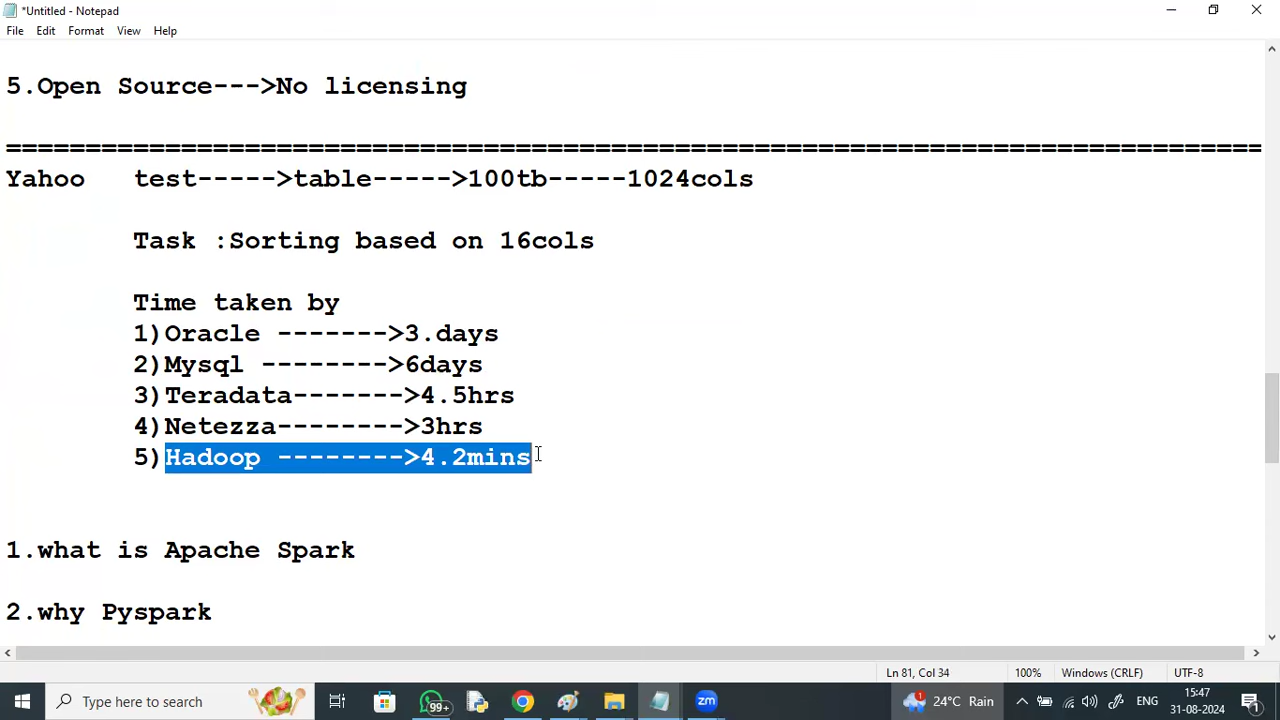 *Untitled - Notepad
File Edit Format View Help
5.Open Source--->No licensing
===============================================================================
Yahoo test----->table----->100tb-----1024cols
Task :Sorting based on 16cols
Time taken by
1)Oracle ------->3.days
2)Mysql -------->6days
3)Teradata------->4.5hrs
4)Netezza-------->3hrs
5)Hadoop -------->4.2mins
1.what is Apache Spark
2.why Pyspark
Ln 81, Col 34 100% Windows (CRLF) UTF-8
Type here to search 99+ zm 1 24°C Rain ENG 15:47 31-08-2024 1